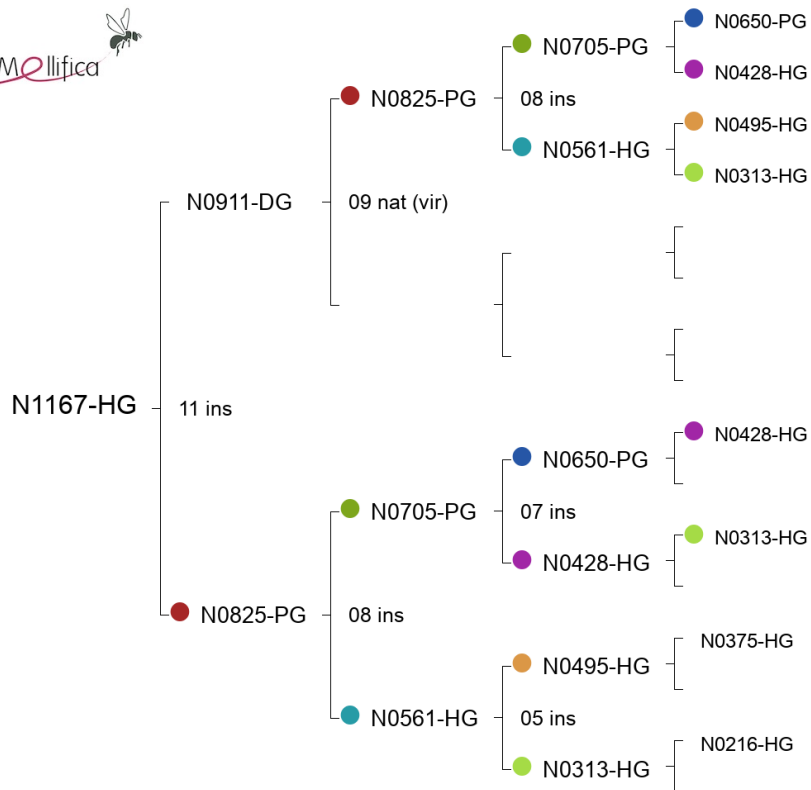 Mellifica
N0650-PG
N0705-PG
N0428-HG
N0825-PG
08 ins
N0495-HG
N0561-HG
N0313-HG
N0911-DG
09 nat (vir)
N1167-HG
11 ins
N0428-HG
N0650-PG
N0705-PG
07 ins
N0313-HG
N0428-HG
N0825-PG
08 ins
N0375-HG
N0495-HG
N0561-HG
05 ins
N0216-HG
N0313-HG